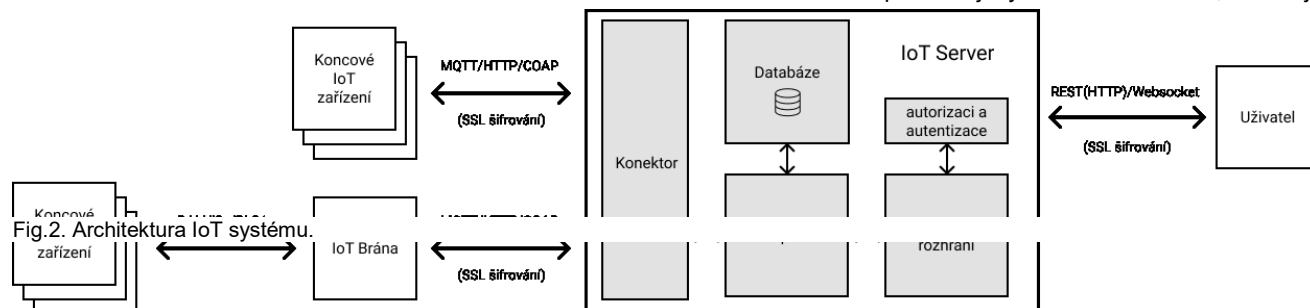 Koncové
IoT
zařízení
MQTT/HTTP/COAP
(SSL šifrování)
Konektor
Databáze
IoT Server
autorizaci a
autentizace
REST(HTTP)/Websocket
(SSL šifrování)
Uživatel
Koncové
zařízení
Fig.2. Architektura IoT systému.
IoT Brána
(SSL šifrování)
rozhraní